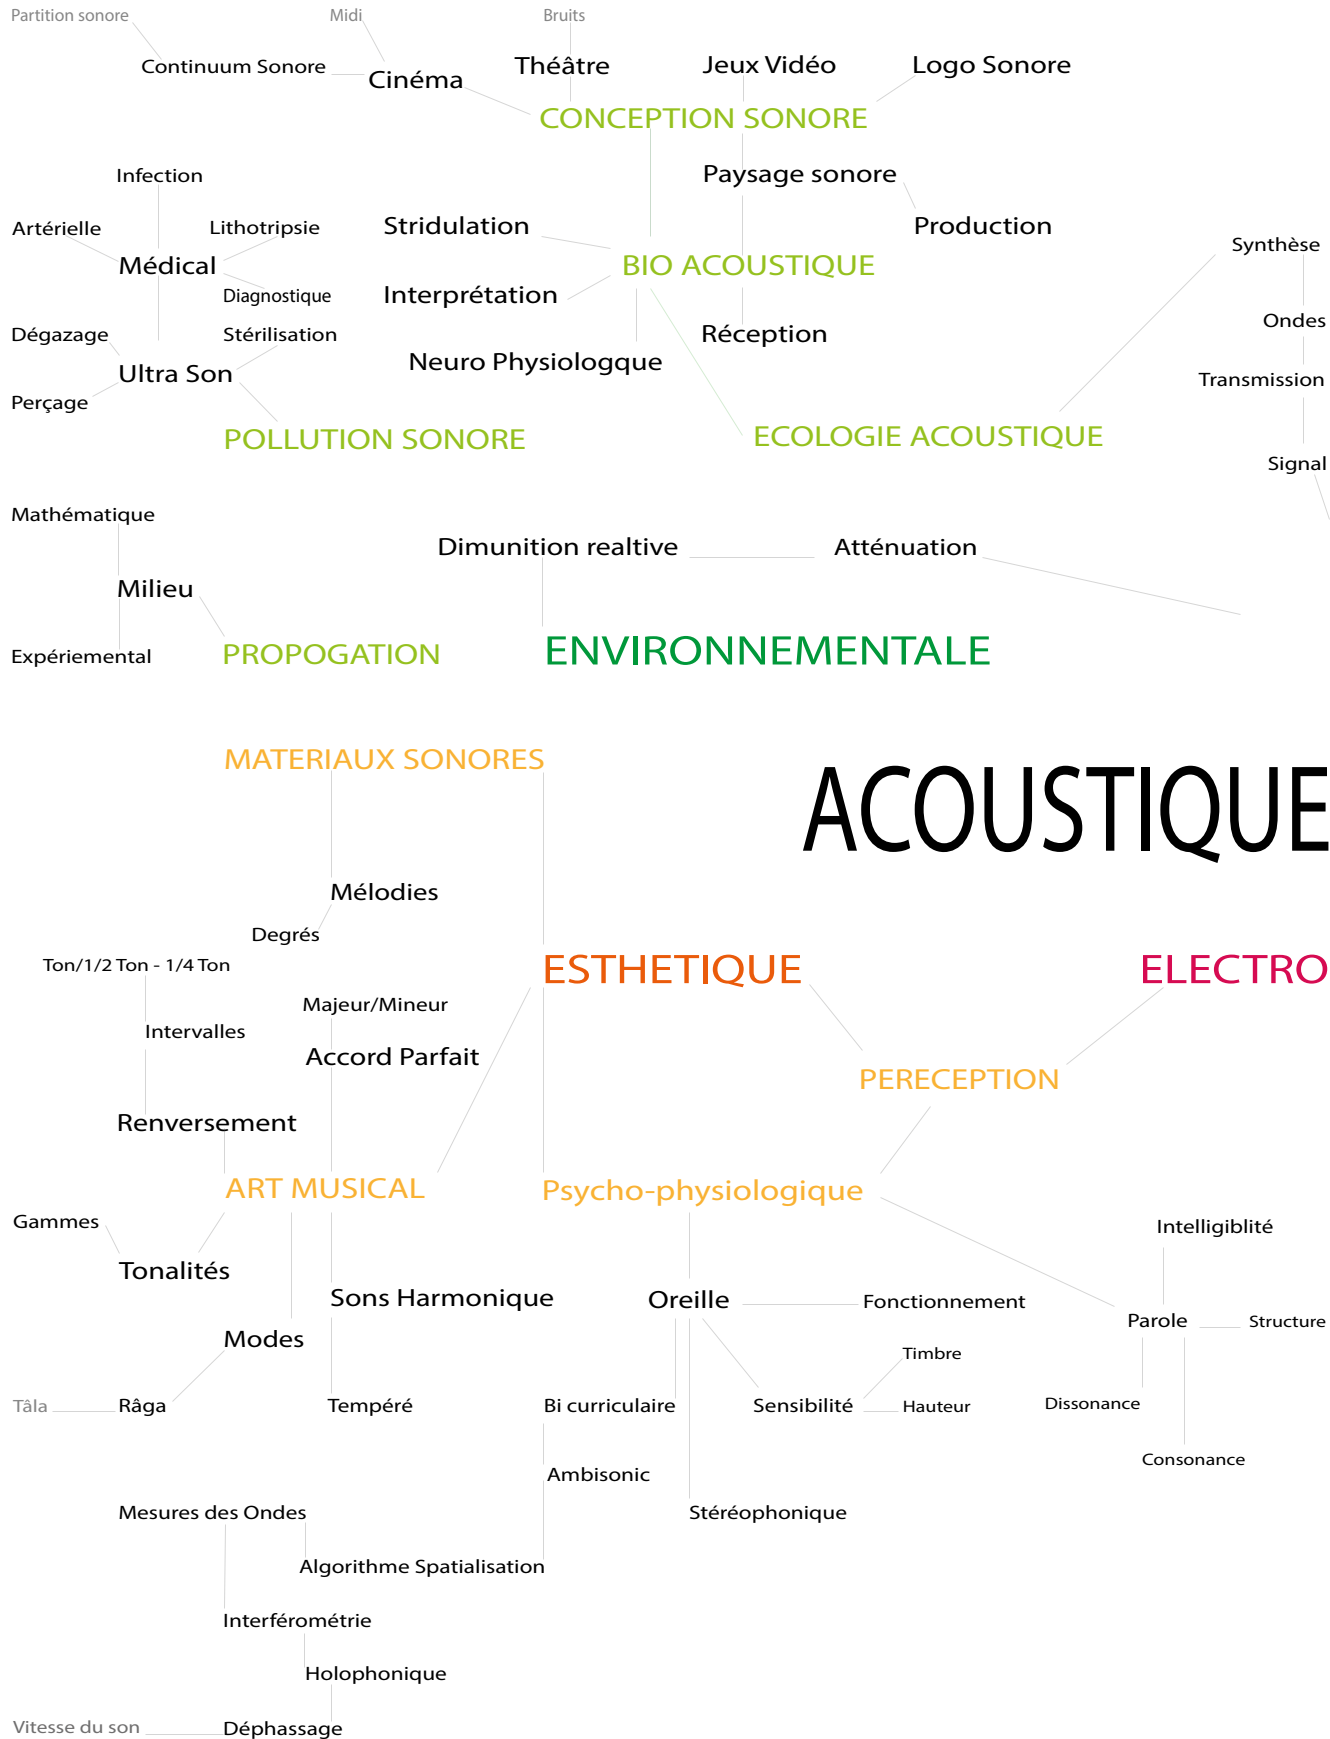 Partition sonore
Midi
Bruits
Continuum Sonore
Cinéma
Théâtre
Jeux Vidéo
Logo Sonore
CONCEPTION SONORE
Infection
Paysage sonore
Artérielle
Lithotripsie
Stridulation
Production
Synthèse
Médical
BIO ACOUSTIQUE
Diagnostique
Interprétation
Ondes
Dégazage
Stérilisation
Réception
Neuro Physiologque
Ultra Son
Transmission
Perçage
POLLUTION SONORE
ECOLOGIE ACOUSTIQUE
Signal
Mathématique
Dimunition realtive
Atténuation
Milieu
Expériemental
PROPOGATION
ENVIRONNEMENTALE
MATERIAUX SONORES
ACOUSTIQUE
Mélodies
Degrés
Ton/1/2 Ton - 1/4 Ton
ESTHETIQUE
ELECTRO
Majeur/Mineur
Intervalles
Accord Parfait
PERECEPTION
Renversement
ART MUSICAL
Psycho-physiologique
Gammes
Intelligiblité
Tonalités
Sons Harmonique
Oreille
Fonctionnement
Parole
Structure
Modes
Timbre
Tâla
Râga
Tempéré
Bi curriculaire
Sensibilité
Hauteur
Dissonance
Consonance
Ambisonic
Mesures des Ondes
Stéréophonique
Algorithme Spatialisation
Interférométrie
Holophonique
Vitesse du son
Déphassage